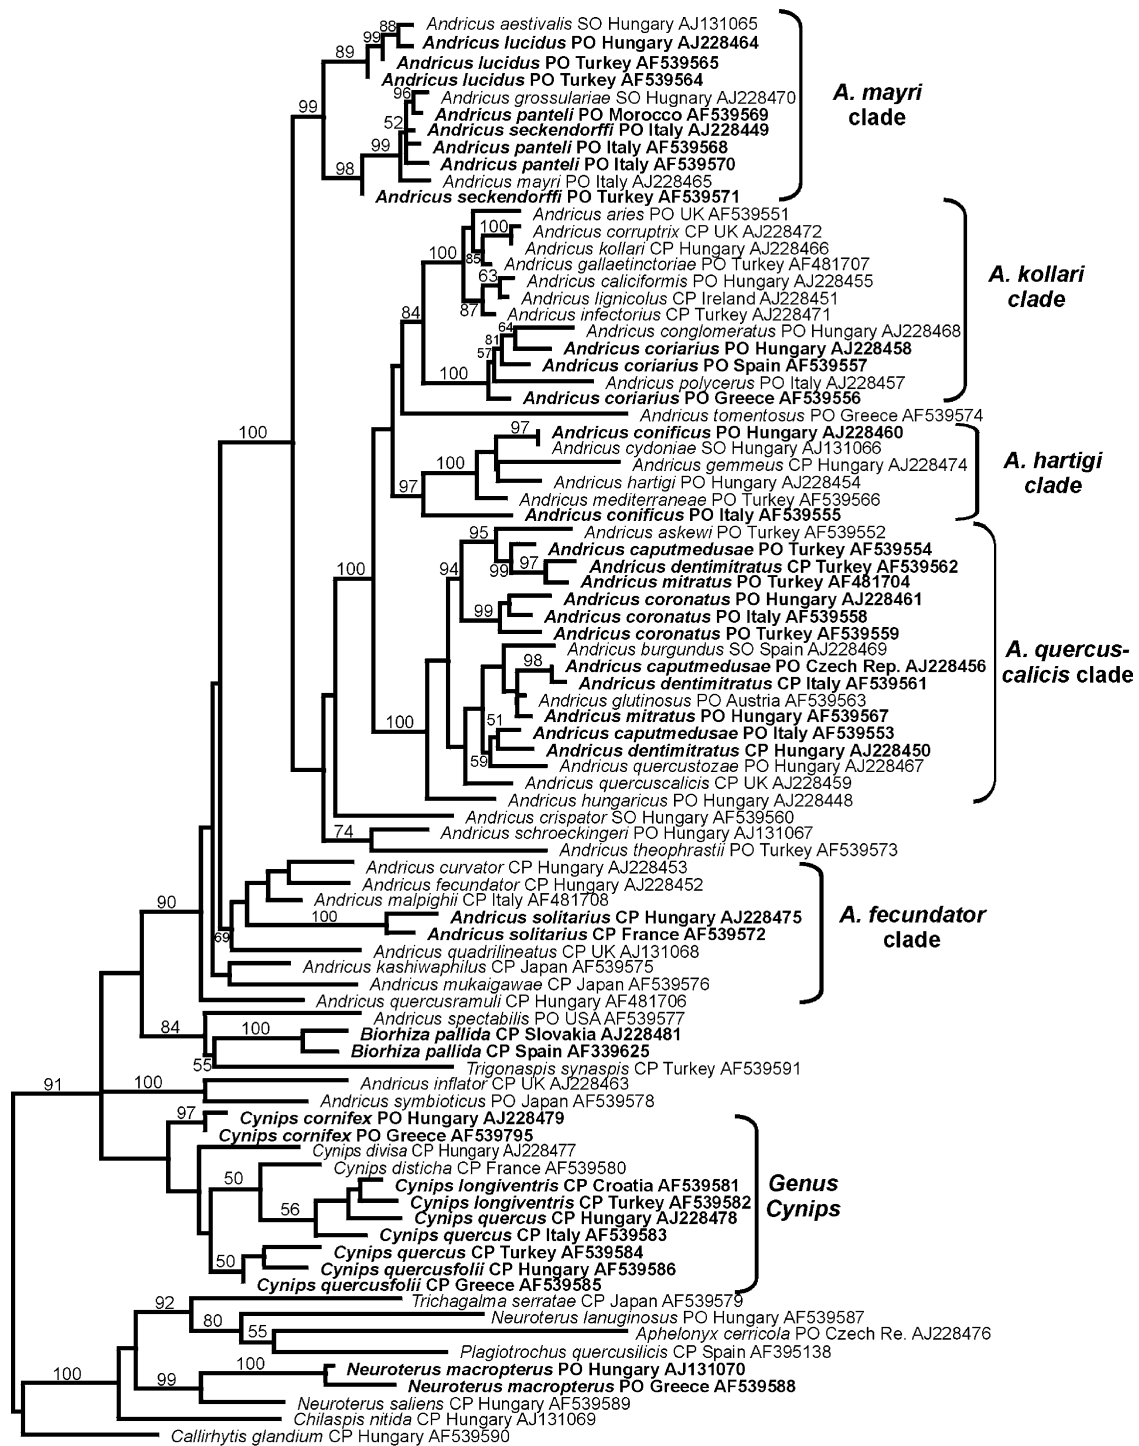 Andricus aestivalis SO Hungary AJ131065
Andricus lucidus PO Hungary AJ228464
Andricus lucidus PO Turkey AF539565
Andricus lucidus PO Turkey AF539564
Andricus grossulariae SO Hugnary AJ228470
Andricus panteli PO Morocco AF539569
Andricus seckendorffi PO Italy AJ228449
Andricus panteli PO Italy AF539568
Andricus panteli PO Italy AF539570
Andricus mayri PO Italy AJ228465
Andricus seckendorffi PO Turkey AF539571
88
99
89
99
96
52
99
98
A. mayri
clade
Andricus aries PO UK AF539551
Andricus corruptrix CP UK AJ228472
Andricus kollari CP Hungary AJ228466
Andricus gallaetinctoriae PO Turkey AF481707
Andricus caliciformis PO Hungary AJ228455
Andricus lignicolus CP Ireland AJ228451
Andricus infectorius CP Turkey AJ228471
Andricus conglomeratus PO Hungary AJ228468
Andricus coriarius PO Hungary AJ228458
Andricus coriarius PO Spain AF539557
Andricus polycerus PO Italy AJ228457
Andricus coriarius PO Greece AF539556
100
100
85
63
87
84
64
81
57
100
A. kollari
clade
Andricus tomentosus PO Greece AF539574
Andricus conificus PO Hungary AJ228460
Andricus cydoniae SO Hungary AJ131066
Andricus gemmeus CP Hungary AJ228474
Andricus hartigi PO Hungary AJ228454
Andricus mediterraneae PO Turkey AF539566
Andricus conificus PO Italy AF539555
97
100
97
100
A. hartigi
clade
Andricus askewi PO Turkey AF539552
Andricus caputmedusae PO Turkey AF539554
Andricus dentimitratus CP Turkey AF539562
Andricus mitratus PO Turkey AF481704
Andricus coronatus PO Hungary AJ228461
Andricus coronatus PO Italy AF539558
Andricus coronatus PO Turkey AF539559
Andricus burgundus SO Spain AJ228469
Andricus caputmedusae PO Czech Rep. AJ228456
Andricus dentimitratus CP Italy AF539561
Andricus glutinosus PO Austria AF539563
Andricus mitratus PO Hungary AF539567
Andricus caputmedusae PO Italy AF539553
Andricus dentimitratus CP Hungary AJ228450
Andricus quercustozae PO Hungary AJ228467
Andricus quercuscalicis CP UK AJ228459
Andricus hungaricus PO Hungary AJ228448
95
99
97
94
100
99
98
51
59
100
A. quercus-
calicis clade
Andricus crispator SO Hungary AF539560
Andricus schroeckingeri PO Hungary AJ131067
Andricus theophrastii PO Turkey AF539573
74
Andricus curvator CP Hungary AJ228453
Andricus fecundator CP Hungary AJ228452
Andricus malpighii CP Italy AF481708
Andricus solitarius CP Hungary AJ228475
Andricus solitarius CP France AF539572
Andricus quadrilineatus CP UK AJ131068
Andricus kashiwaphilus CP Japan AF539575
Andricus mukaigawae CP Japan AF539576
Andricus quercusramuli CP Hungary AF481706
100
69
90
A. fecundator
clade
Andricus spectabilis PO USA AF539577
Biorhiza pallida CP Slovakia AJ228481
Biorhiza pallida CP Spain AF339625
Trigonaspis synaspis CP Turkey AF539591
84
100
55
Andricus inflator CP UK AJ228463
Andricus symbioticus PO Japan AF539578
91
100
Cynips cornifex PO Hungary AJ228479
Cynips cornifex PO Greece AF539795
Cynips divisa CP Hungary AJ228477
Cynips disticha CP France AF539580
Cynips longiventris CP Croatia AF539581
Cynips longiventris CP Turkey AF539582
Cynips quercus CP Hungary AJ228478
Cynips quercus CP Italy AF539583
Cynips quercus CP Turkey AF539584
Cynips quercusfolii CP Hungary AF539586
Cynips quercusfolii CP Greece AF539585
97
50
56
50
Genus
Cynips
Trichagalma serratae CP Japan AF539579
Neuroterus lanuginosus PO Hungary AF539587
Aphelonyx cerricola PO Czech Re. AJ228476
Plagiotrochus quercusilicis CP Spain AF395138
Neuroterus macropterus PO Hungary AJ131070
Neuroterus macropterus PO Greece AF539588
Neuroterus saliens CP Hungary AF539589
Chilaspis nitida CP Hungary AJ131069
Callirhytis glandium CP Hungary AF539590
92
80
55
100
99
100